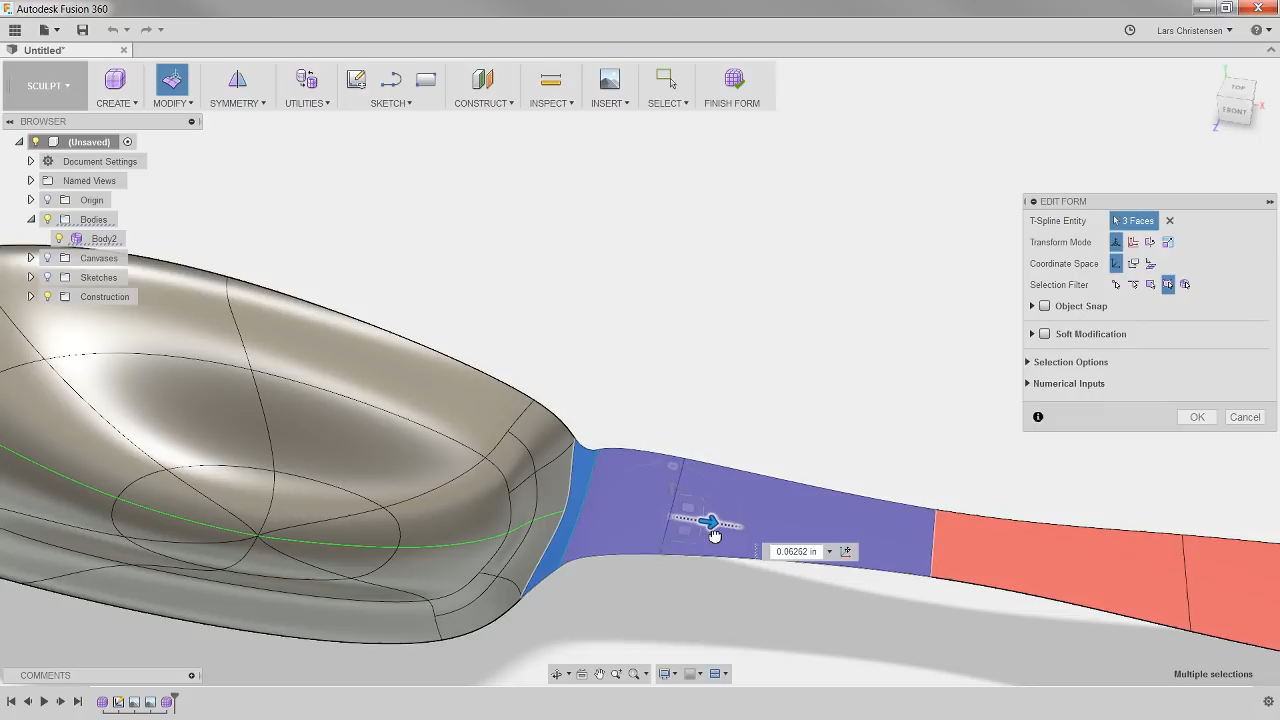 Autodesk Fusion 360
Lars Christensen
Untitled*
SCULPT
CREATE
MODIFY
SYMMETRY
UTILITIES
SKETCH
CONSTRUCT
INSPECT
INSERT
SELECT
FINISH FORM
TOP
FRONT
X
Y
Z
BROWSER
(Unsaved)
Document Settings
Named Views
Origin
Bodies
Body2
Canvases
Sketches
Construction
EDIT FORM
T-Spline Entity
3 Faces
Transform Mode
Coordinate Space
Selection Filter
Object Snap
Soft Modification
Selection Options
Numerical Inputs
OK
Cancel
0.06262 in
COMMENTS
Multiple selections